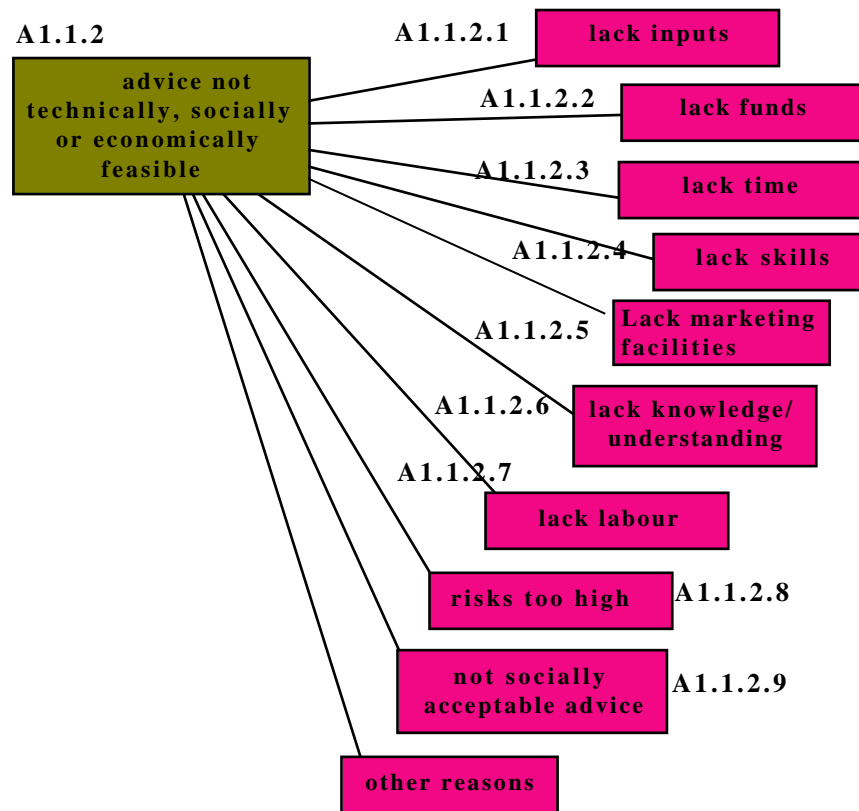 A1.1.2
advice not
technically, socially
or economically
feasible
A1.1.2.1
lack inputs
A1.1.2.2
lack funds
A1.1.2.3
lack time
A1.1.2.4
lack skills
A1.1.2.5
Lack marketing
facilities
A1.1.2.6
lack knowledge/
understanding
A1.1.2.7
lack labour
risks too high
A1.1.2.8
not socially
acceptable advice
A1.1.2.9
other reasons